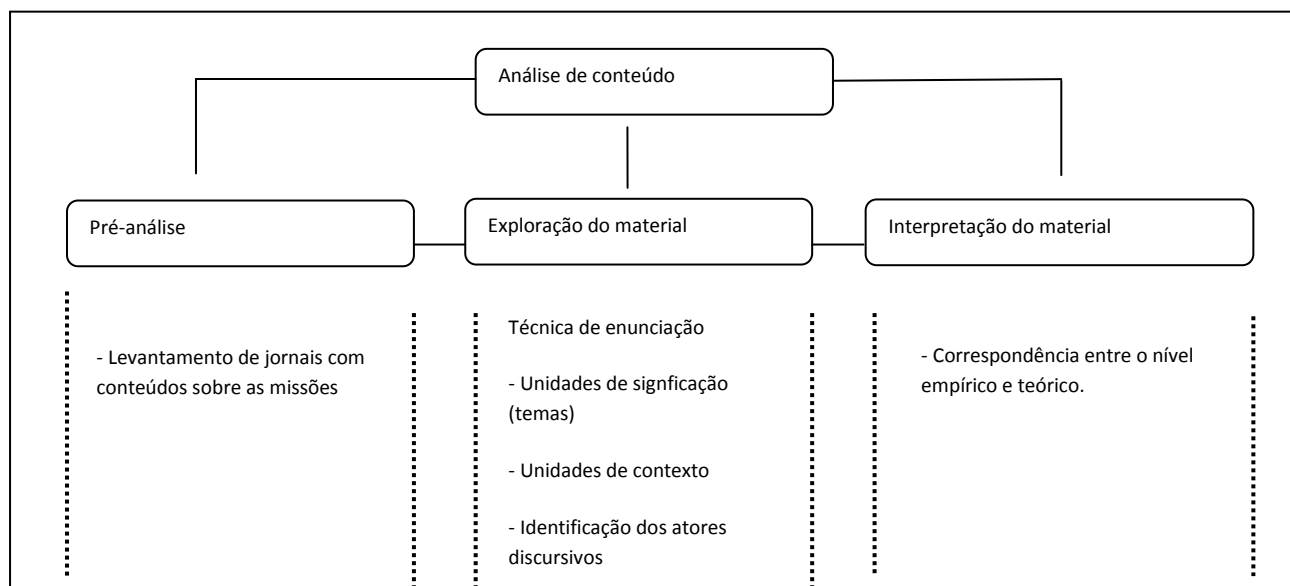 Análise de conteúdo
Pré-análise
Exploração do material
Interpretação do material
- Levantamento de jornais com
conteúdos sobre as missões
Técnica de enunciação
- Unidades de signficação
(temas)
- Unidades de contexto
- Identificação dos atores
discursivos
- Correspondência entre o nível
empírico e teórico.